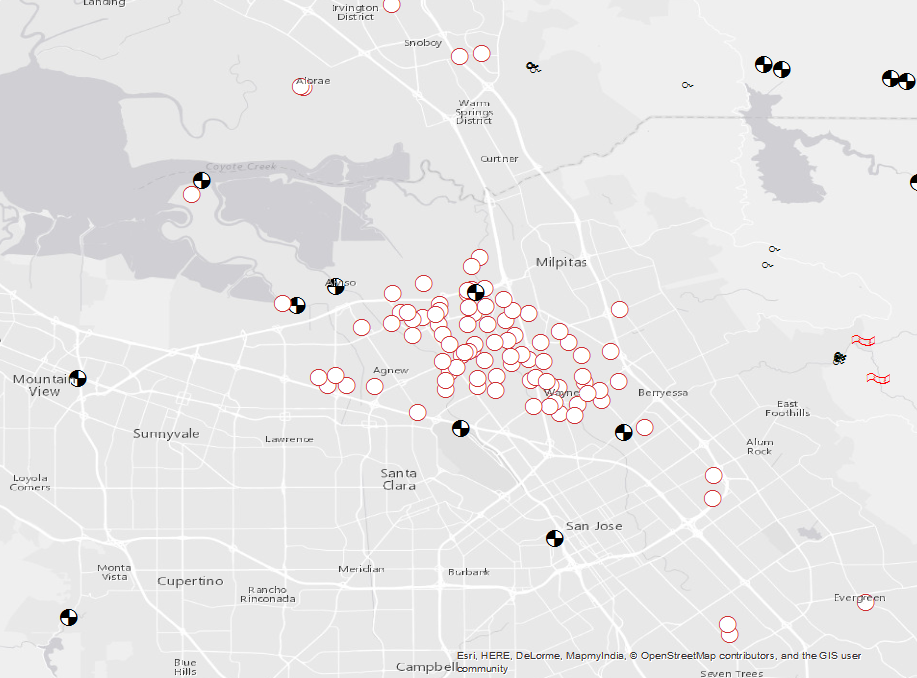 Landing
Irvington
District
Snoboy
Alorae
Warm
Springs
District
Curtner
Coyote Creek
Milpitas
Alviso
Mountain
View
Agnew
Wayne
Berryessa
East
Foothills
Sunnyvale
Lawrence
Alum
Rock
Loyola
Corners
Santa
Clara
San Jose
Monta
Vista
Cupertino
Meridian
Burbank
Rancho
Rinconada
Evergreen
Blue
Hills
Campbell
Esri, HERE, DeLorme, MapmyIndia, © OpenStreetMap contributors, and the GIS user
community
Seven Trees